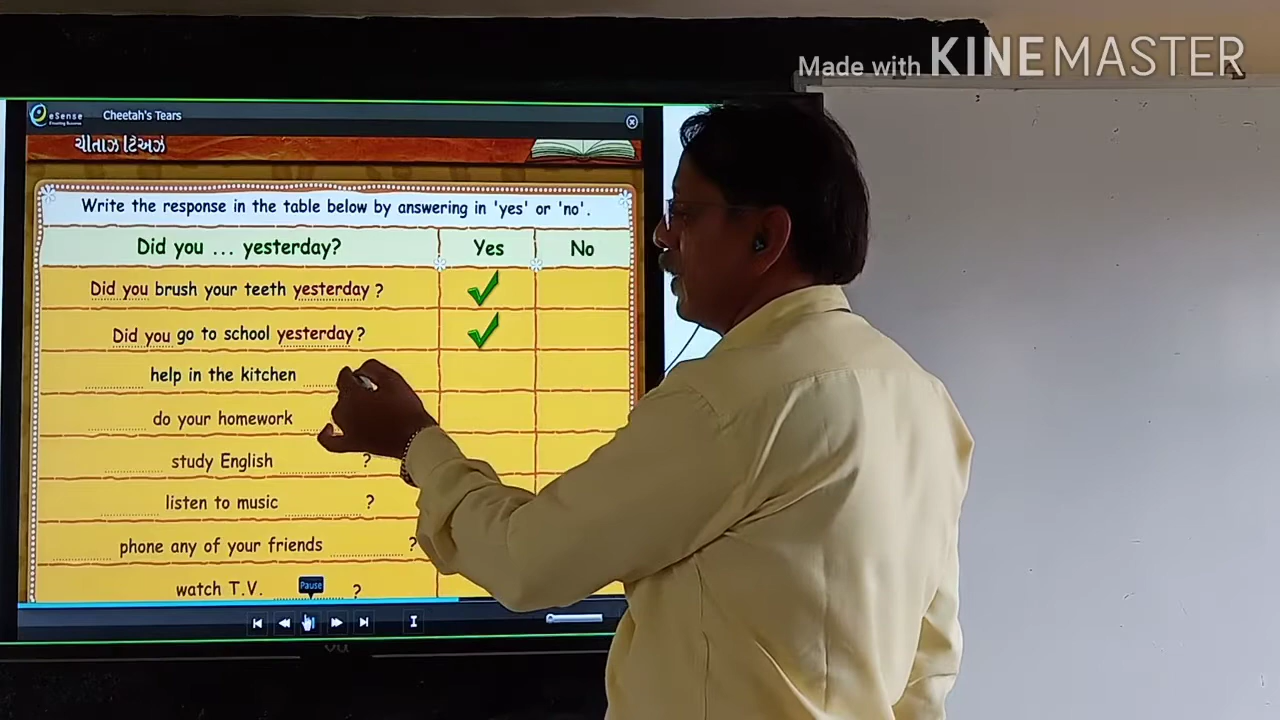 Made with KINEMASTER
eSense
Cheetah's Tears
ચીતાઝ ટિઅર્ઝ
Write the response in the table below by answering in 'yes' or 'no'.
Did you ... yesterday? Yes No
Did you brush your teeth yesterday ?
Did you go to school yesterday ?
help in the kitchen
do your homework
study English ?
listen to music ?
phone any of your friends ?
watch T.V. ?
Pause